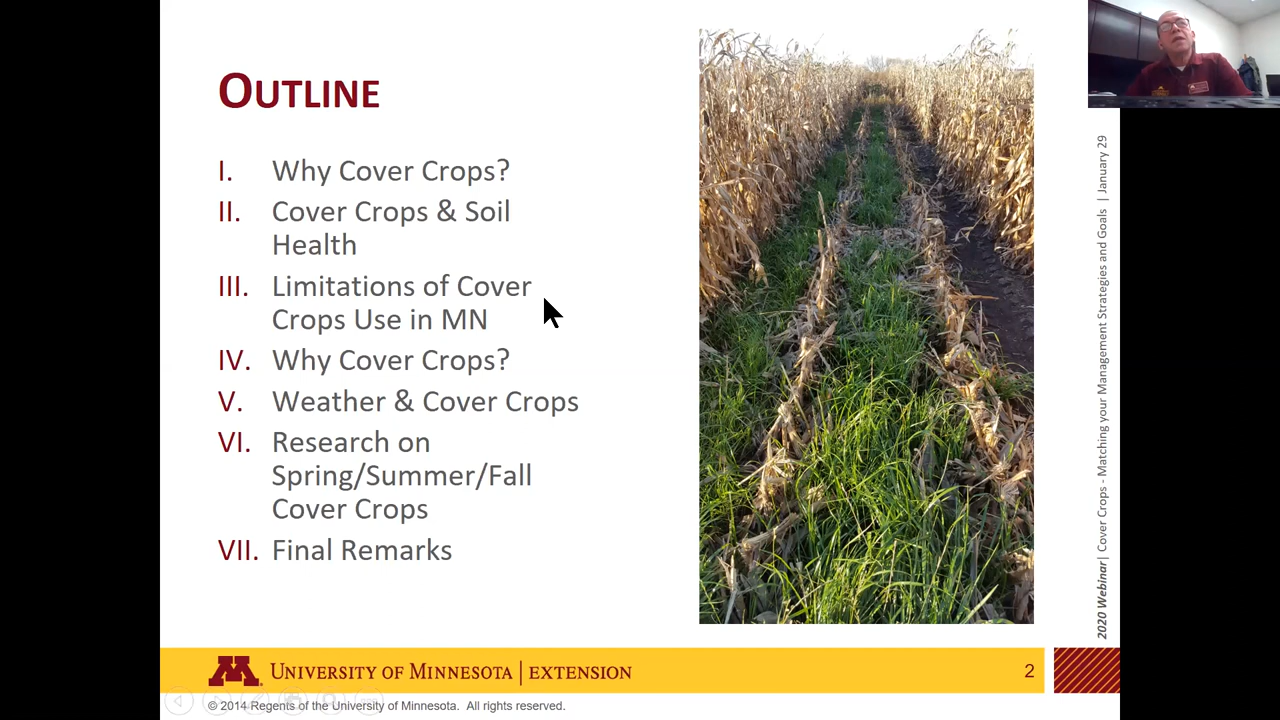 OUTLINE
I. Why Cover Crops?
II. Cover Crops & Soil
Health
III. Limitations of Cover
Crops Use in MN
IV. Why Cover Crops?
V. Weather & Cover Crops
VI. Research on
Spring/Summer/Fall
Cover Crops
VII. Final Remarks
2020 Webinar| Cover Crops - Matching your Management Strategies and Goals | January 29
M UNIVERSITY OF MINNESOTA | EXTENSION
2
© 2014 Regents of the University of Minnesota. All rights reserved.